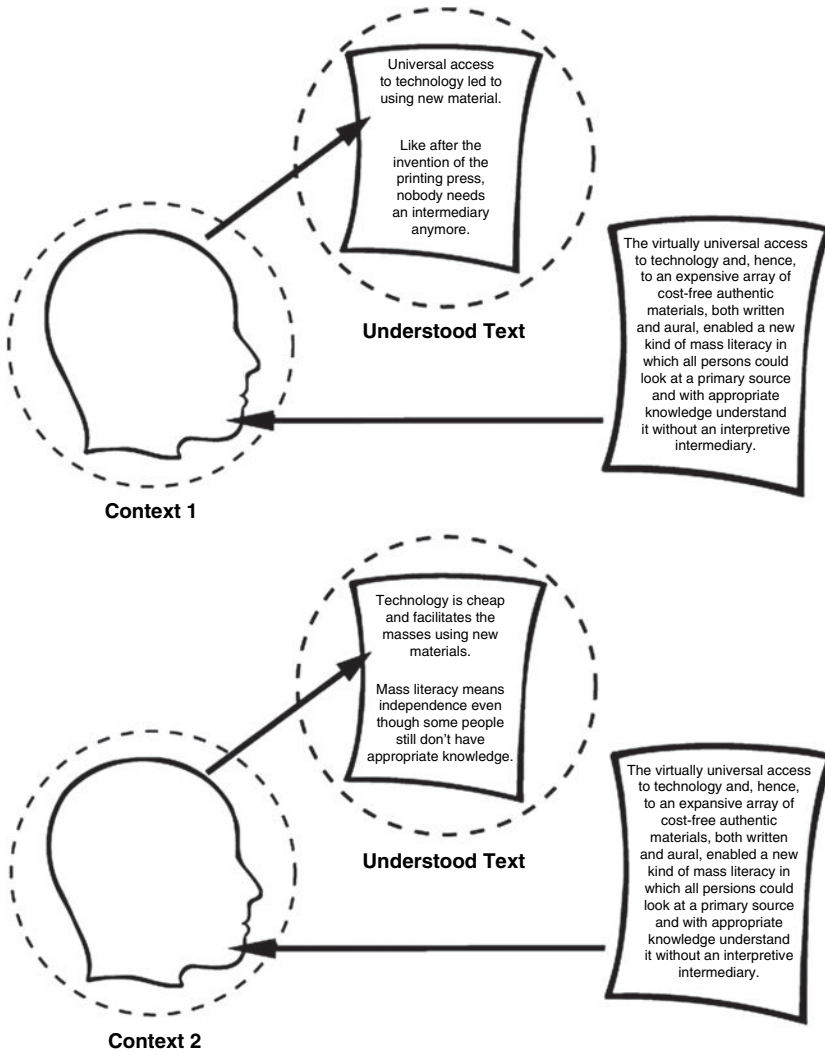 Universal access
to technology led to
using new material.
Like after the
invention of the
printing press,
nobody needs
an intermediary
anymore.
Understood Text
The virtually universal access
to technology and, hence,
to an expensive array of
cost-free authentic
materials, both written
and aural, enabled a new
kind of mass literacy in
which all persons could
look at a primary source
and with appropriate
knowledge understand
it without an interpretive
intermediary.
Context 1
Technology is cheap
and facilitates the
masses using new
materials.
Mass literacy means
independence even
though some people
still don't have
appropriate knowledge.
Understood Text
The virtually universal access
to technology and, hence,
to an expansive array of
cost-free authentic
materials, both written
and aural, enabled a new
kind of mass literacy in
which all persons could
look at a primary source
and with appropriate
knowledge understand
it without an interpretive
intermediary.
Context 2